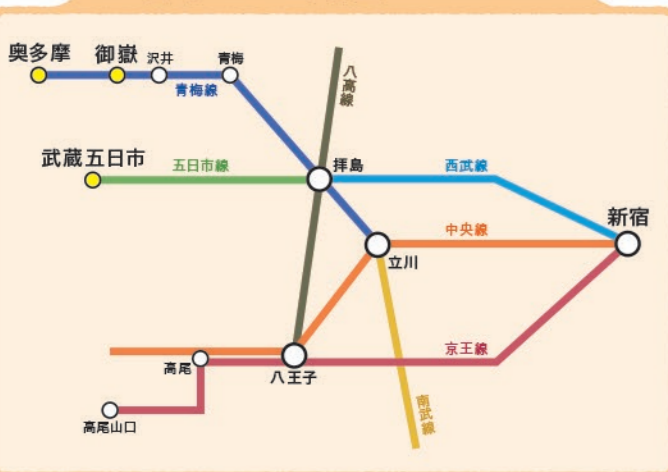 奥多摩
御嶽
沢井
青梅
青梅線
八高線
武蔵五日市
五日市線
拝島
西武線
新宿
中央線
立川
京王線
高尾
八王子
南武線
高尾山口